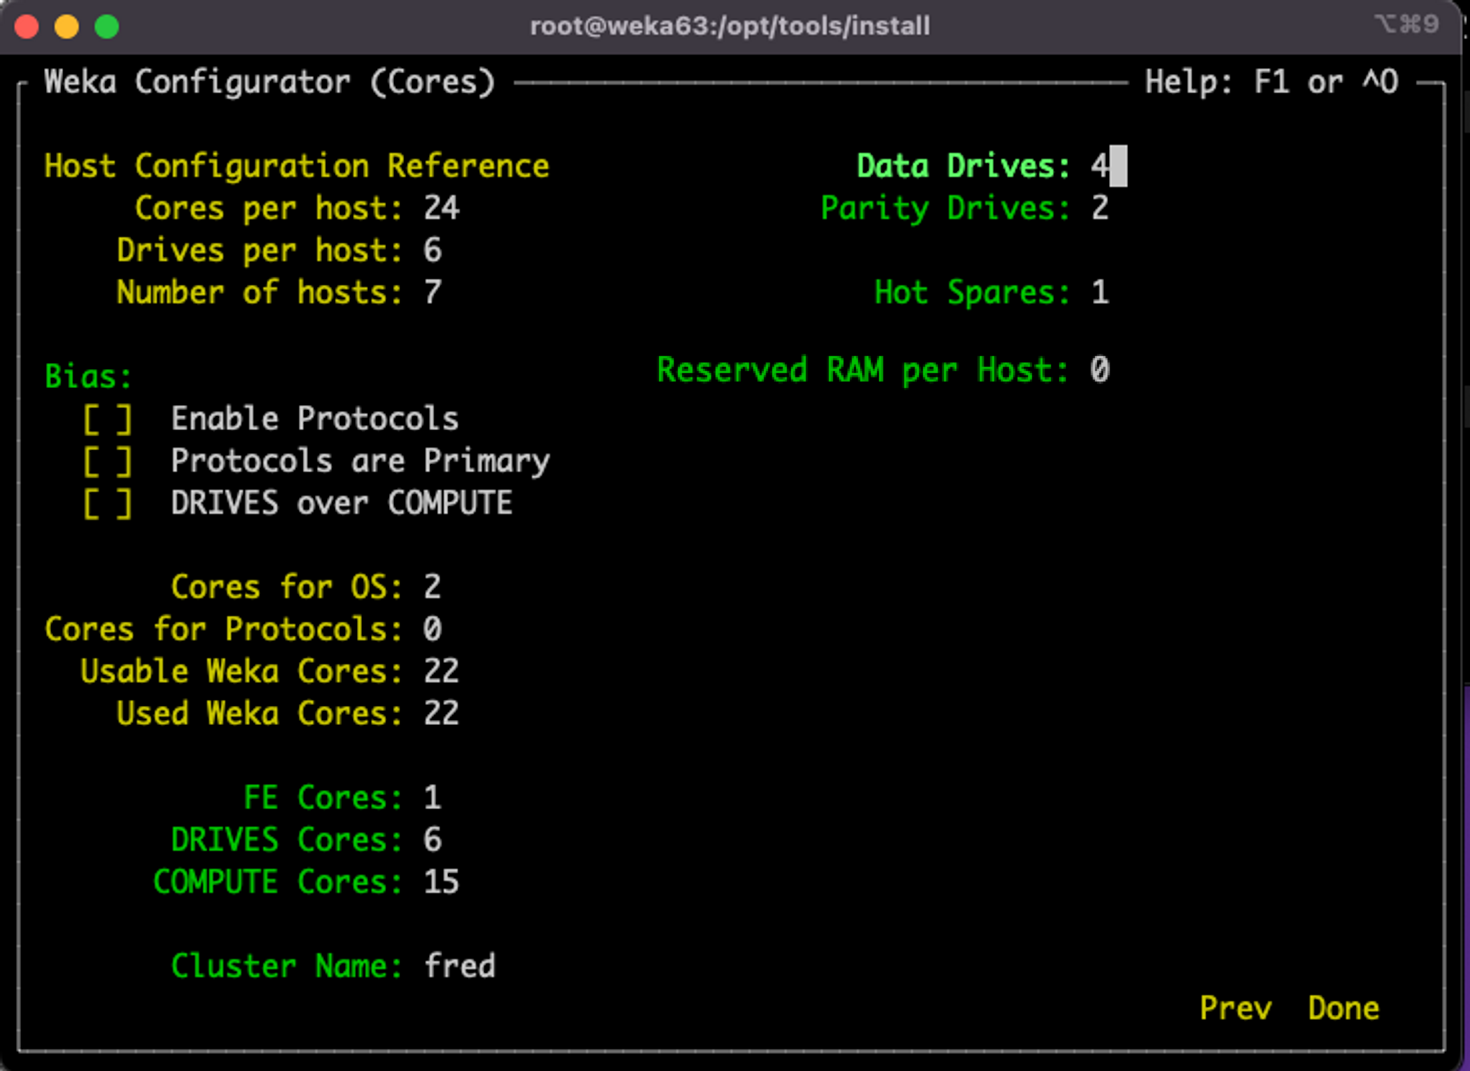 root@weka63:/opt/tools/install ⌥⌘9
Weka Configurator (Cores) Help: F1 or ^O
Host Configuration Reference Data Drives: 4
Cores per host: 24 Parity Drives: 2
Drives per host: 6
Number of hosts: 7 Hot Spares: 1
Bias: Reserved RAM per Host: 0
[ ] Enable Protocols
[ ] Protocols are Primary
[ ] DRIVES over COMPUTE
Cores for OS: 2
Cores for Protocols: 0
Usable Weka Cores: 22
Used Weka Cores: 22
FE Cores: 1
DRIVES Cores: 6
COMPUTE Cores: 15
Cluster Name: fred
Prev Done